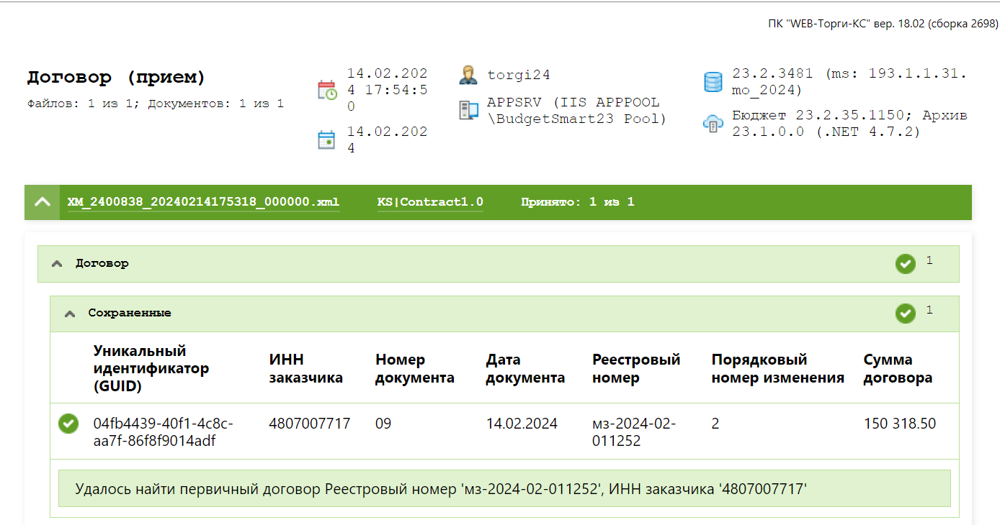 ПК "WEB-Торги-КС" вер. 18.02 (сборка 2698)
Договор (прием)
Файлов: 1 из 1; Документов: 1 из 1
14.02.202
4 17:54:5
0
14.02.202
4
torgi24
APPSRV (IIS APPPOOL
\BudgetSmart23 Pool)
23.2.3481 (ms: 193.1.1.31.
mo_2024)
Бюджет 23.2.35.1150; Архив
23.1.0.0 (.NET 4.7.2)
XM_2400838_20240214175318_000000.xml KS|Contract1.0 Принято: 1 из 1
Договор 1
Сохраненные 1
Уникальный
идентификатор
(GUID)
ИНН
заказчика
Номер
документа
Дата
документа
Реестровый
номер
Порядковый
номер изменения
Сумма
договора
04fb4439-40f1-4c8c-
aa7f-86f8f9014adf
4807007717
09
14.02.2024
мз-2024-02-
011252
2
150 318.50
Удалось найти первичный договор Реестровый номер 'мз-2024-02-011252', ИНН заказчика '4807007717'